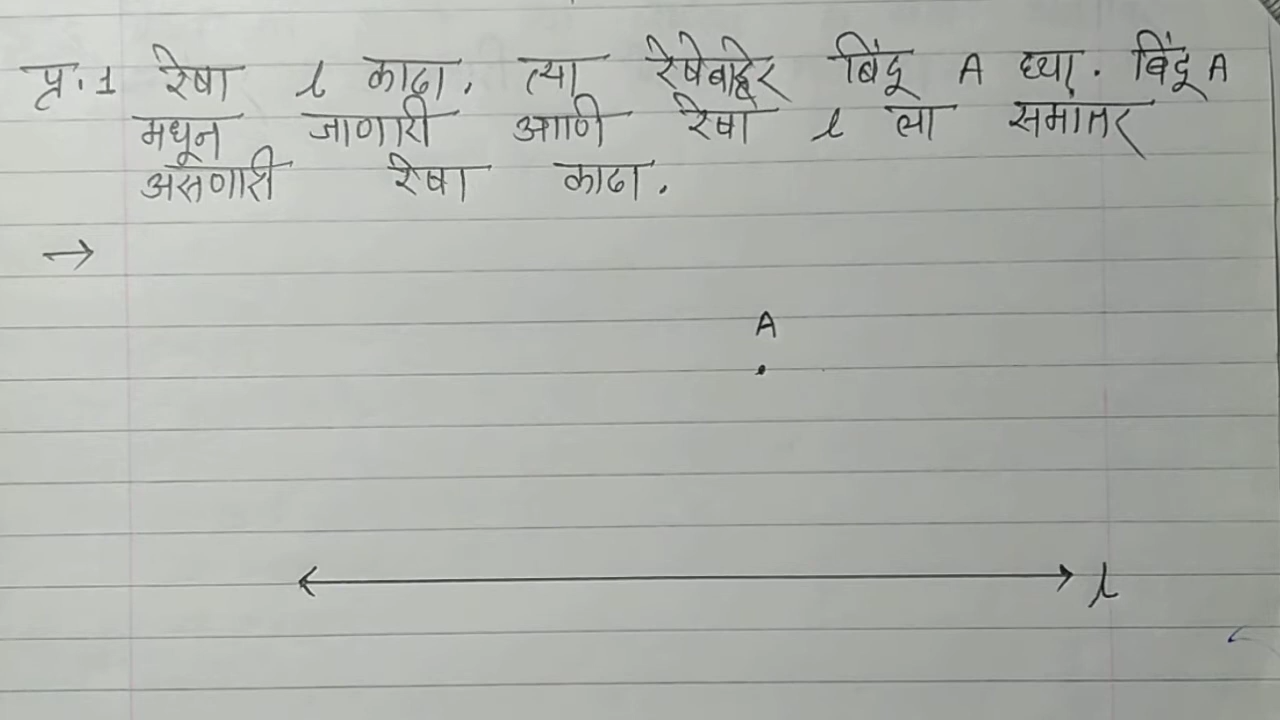 प्र.1 रेषा l काढा. त्या रेषेबाहेर बिंदू A घ्या. बिंदू A
मधून जाणारी आणि रेषा l ला समांतर
असणारी रेषा काढा.
→
A
l